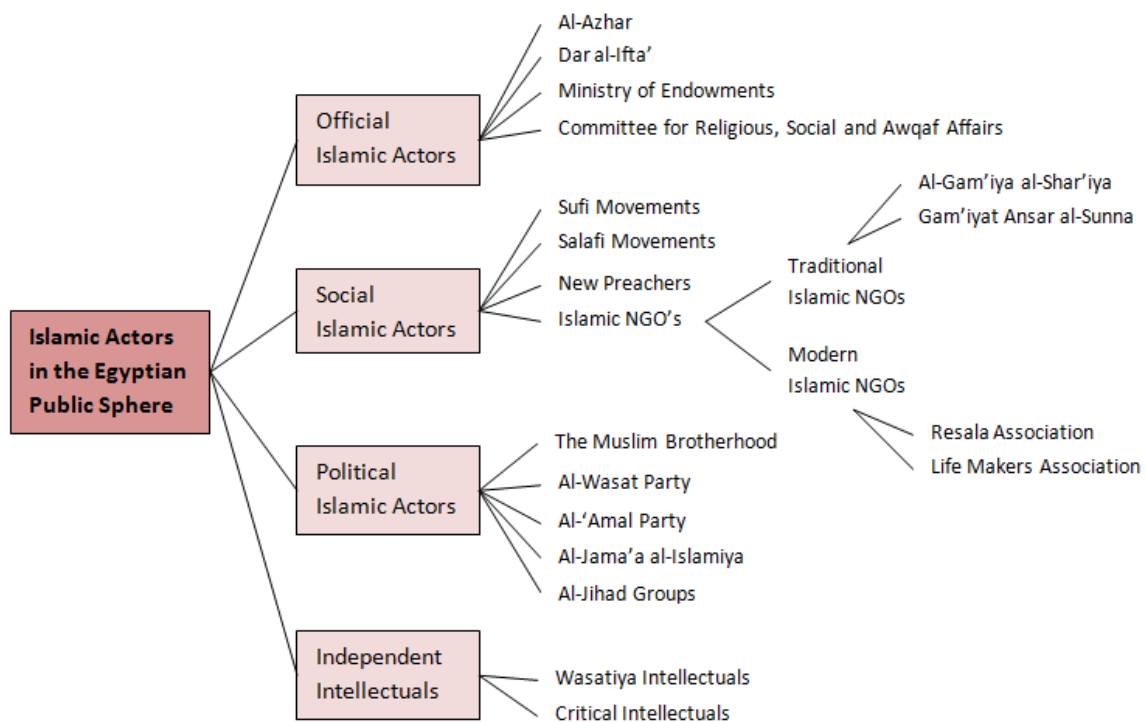 Islamic Actors
in the Egyptian
Public Sphere
Official
Islamic Actors
Al-Azhar
Dar al-Ifta’
Ministry of Endowments
Committee for Religious, Social and Awqaf Affairs
Social
Islamic Actors
Sufi Movements
Salafi Movements
New Preachers
Islamic NGO’s
Traditional
Islamic NGOs
Al-Gam’iya al-Shar’iya
Gam’iyat Ansar al-Sunna
Modern
Islamic NGOs
Resala Association
Life Makers Association
Political
Islamic Actors
The Muslim Brotherhood
Al-Wasat Party
Al-‘Amal Party
Al-Jama’a al-Islamiya
Al-Jihad Groups
Independent
Intellectuals
Wasatiya Intellectuals
Critical Intellectuals